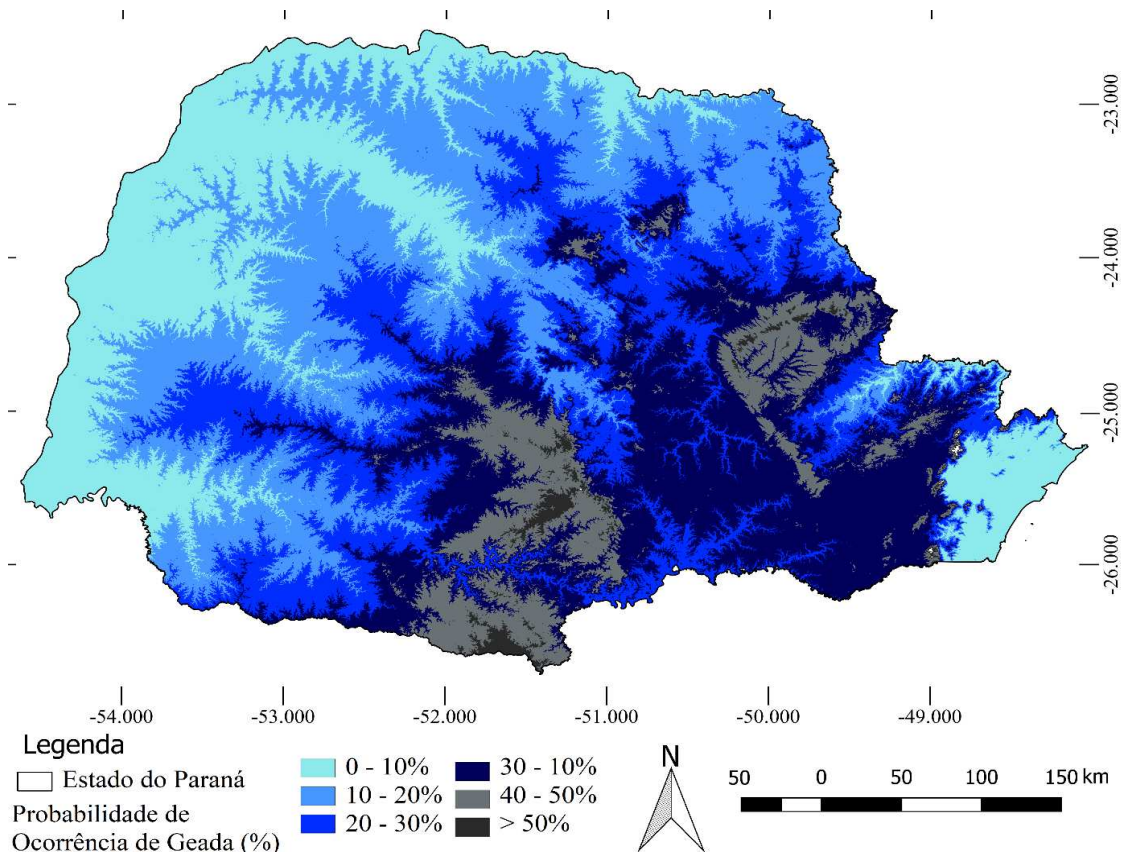 -23.000
-24.000
-25.000
-26.000
-54.000 -53.000 -52.000 -51.000 -50.000 -49.000
Legenda
Estado do Paraná
Probabilidade de
Ocorrência de Geada (%)
0 - 10%
10 - 20%
20 - 30%
30 - 10%
40 - 50%
> 50%
N
50 0 50 100 150 km